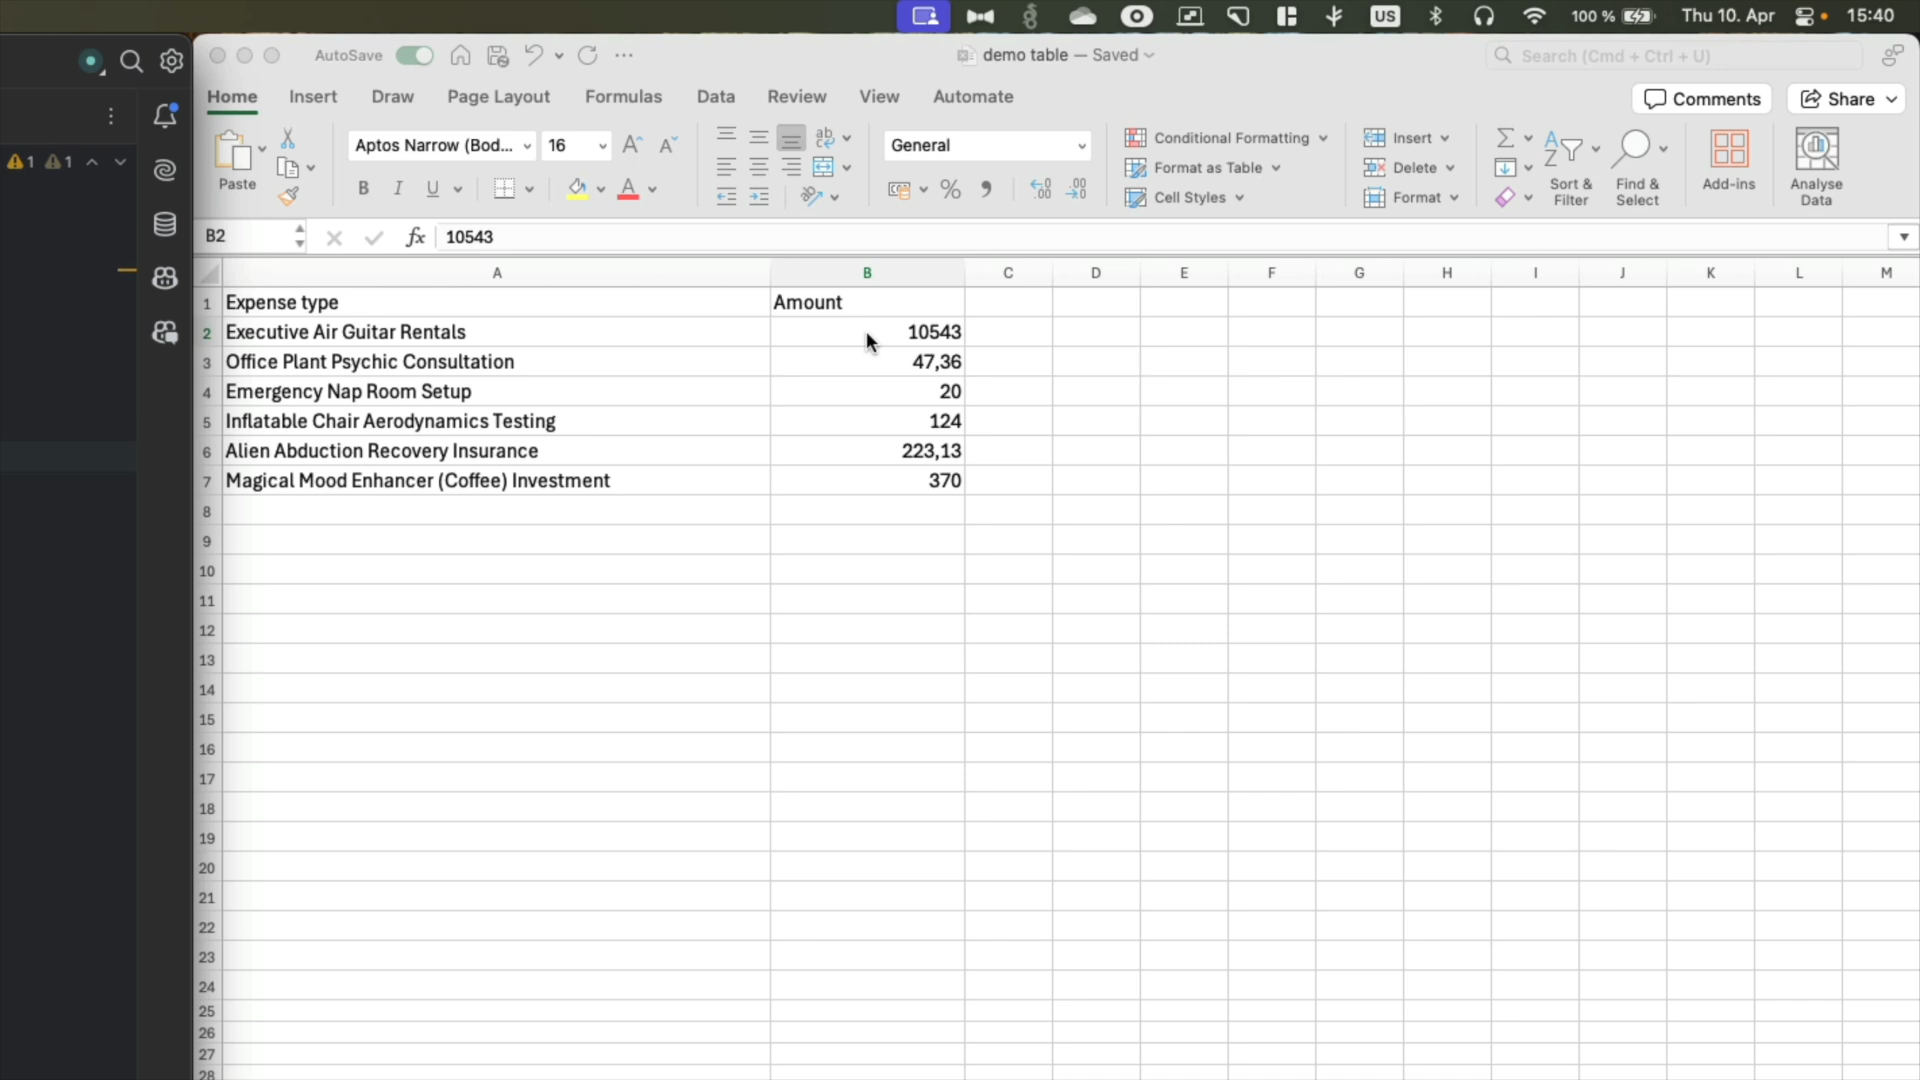 US
100 %
Thu 10. Apr
15:40
AutoSave
demo table — Saved
Search (Cmd + Ctrl + U)
Home
Insert
Draw
Page Layout
Formulas
Data
Review
View
Automate
Comments
Share
1
1
Paste
Aptos Narrow (Bod...
16
B
I
U
A
ab
General
%
Conditional Formatting
Format as Table
Cell Styles
Insert
Delete
Format
Sort & Filter
Find & Select
Add-ins
Analyse Data
B2
fx
10543
A B C D E F G H I J K L M
1 Expense type Amount
2 Executive Air Guitar Rentals 10543
3 Office Plant Psychic Consultation 47,36
4 Emergency Nap Room Setup 20
5 Inflatable Chair Aerodynamics Testing 124
6 Alien Abduction Recovery Insurance 223,13
7 Magical Mood Enhancer (Coffee) Investment 370
8
9
10
11
12
13
14
15
16
17
18
19
20
21
22
23
24
25
26
27
28